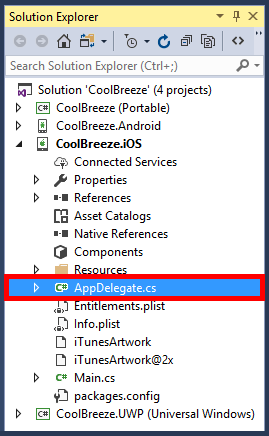 Solution Explorer
Search Solution Explorer (Ctrl+;)
Solution 'CoolBreeze' (4 projects)
C# CoolBreeze (Portable)
CoolBreeze.Android
CoolBreeze.iOS
Connected Services
Properties
References
Asset Catalogs
Native References
Components
Resources
C# AppDelegate.cs
Entitlements.plist
Info.plist
iTunesArtwork
iTunesArtwork@2x
C# Main.cs
packages.config
C# CoolBreeze.UWP (Universal Windows)